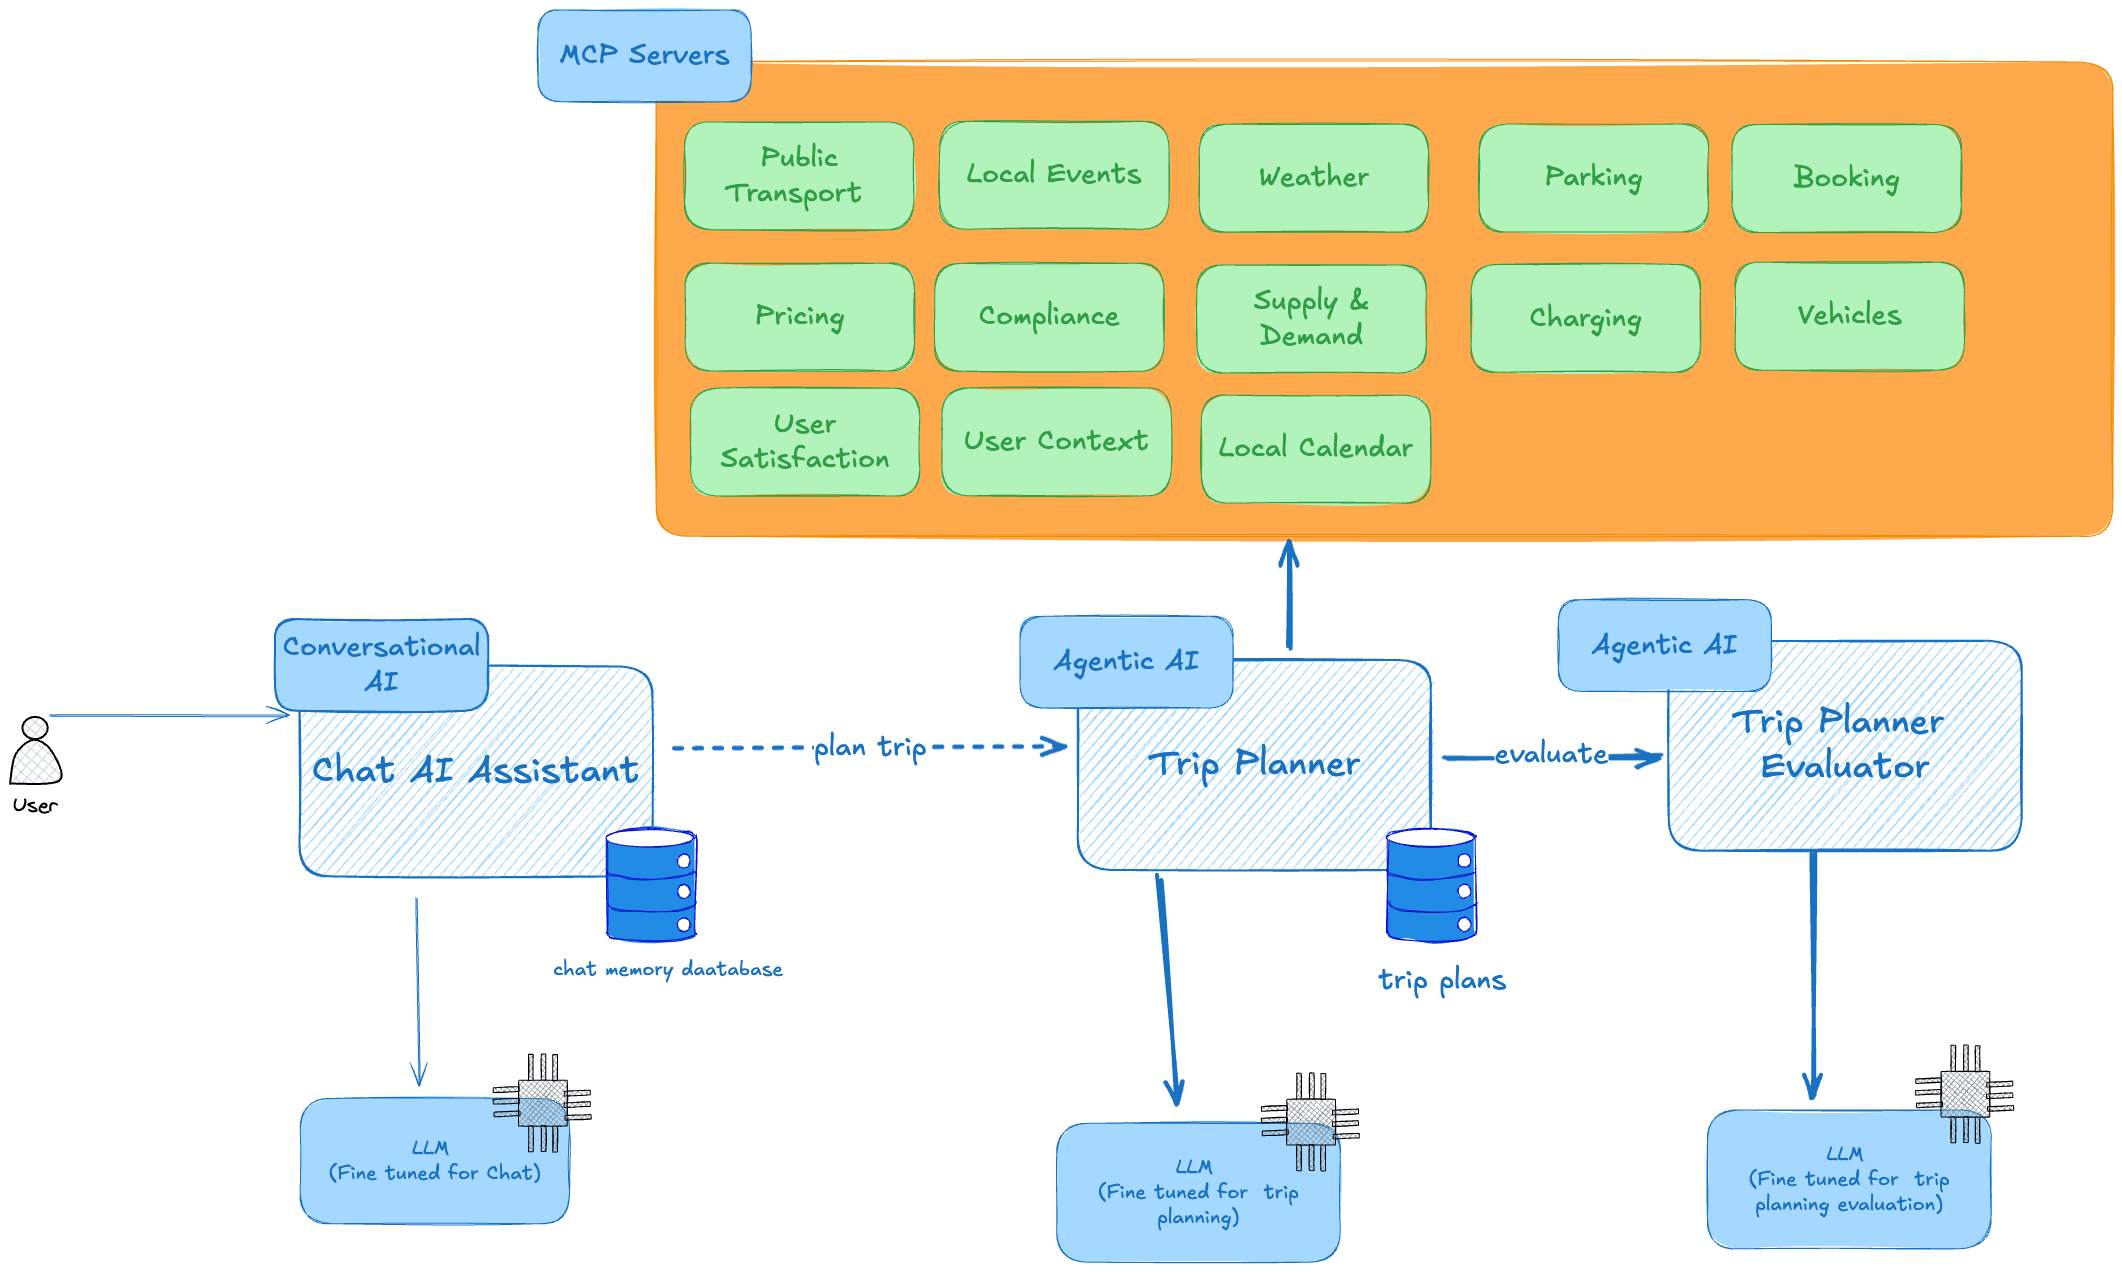 MCP Servers
Public
Transport
Local Events
Weather
Parking
Booking
Pricing
Compliance
Supply &
Demand
Charging
Vehicles
User
Satisfaction
User Context
Local Calendar
Conversational
AI
Chat AI Assistant
User
plan trip
Agentic AI
Trip Planner
evaluate
Agentic AI
Trip Planner
Evaluator
chat memory daatabase
trip plans
LLM
(Fine tuned for Chat)
LLM
(Fine tuned for trip
planning)
LLM
(Fine tuned for trip
planning evaluation)